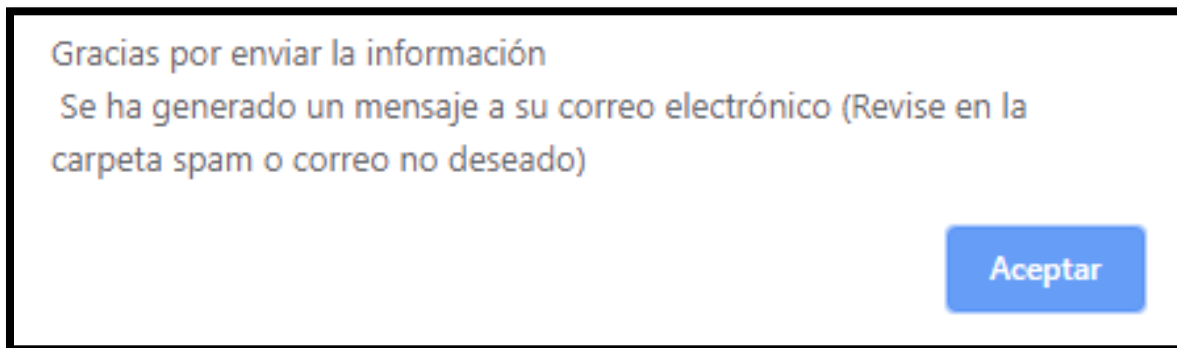 Gracias por enviar la información
Se ha generado un mensaje a su correo electrónico (Revise en la
carpeta spam o correo no deseado)
Aceptar